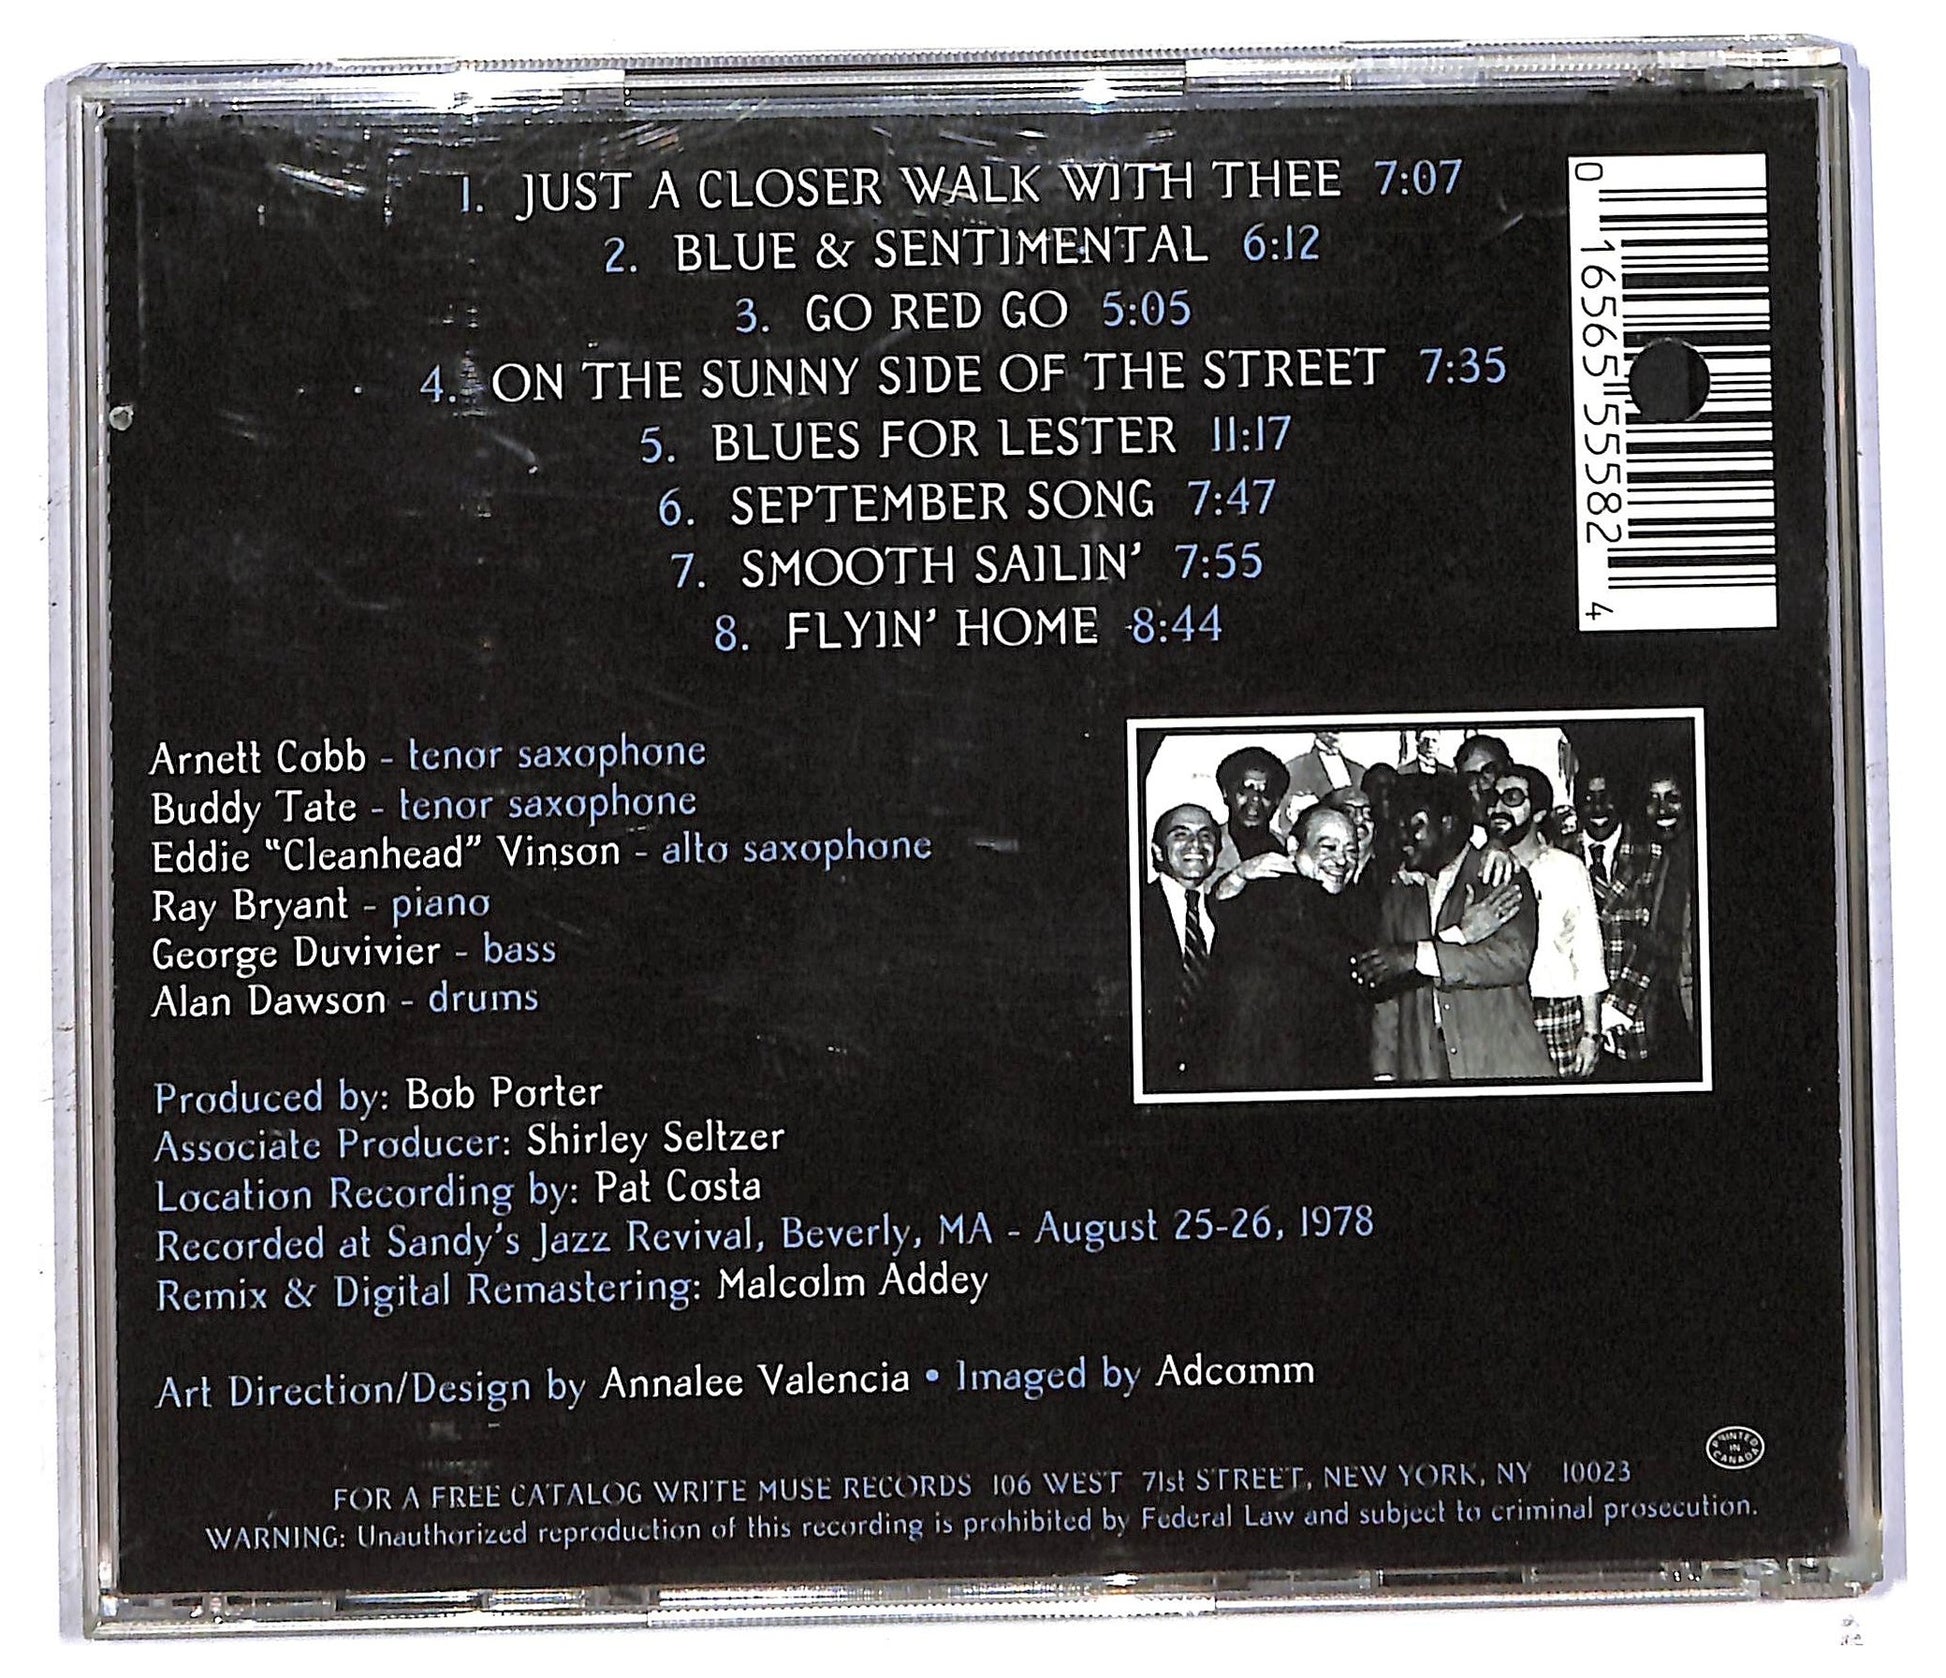 1. JUST A CLOSER WALK WITH THEE 7:07
2. BLUE & SENTIMENTAL 6:12
3. GO RED GO 5:05
4. ON THE SUNNY SIDE OF THE STREET 7:35
5. BLUES FOR LESTER 11:17
6. SEPTEMBER SONG 7:47
7. SMOOTH SAILIN' 7:55
8. FLYIN' HOME 8:44
0 16565 55582 4
Arnett Cobb - tenor saxophone
Buddy Tate - tenor saxophone
Eddie "Cleanhead" Vinson - alto saxophone
Ray Bryant - piano
George Duvivier - bass
Alan Dawson - drums
Produced by: Bob Porter
Associate Producer: Shirley Seltzer
Location Recording by: Pat Costa
Recorded at Sandy's Jazz Revival, Beverly, MA - August 25-26, 1978
Remix & Digital Remastering: Malcolm Addey
Art Direction/Design by Annalee Valencia • Imaged by Adcomm
PRINTED IN CANADA
FOR A FREE CATALOG WRITE MUSE RECORDS 106 WEST 71st STREET, NEW YORK, NY 10023
WARNING: Unauthorized reproduction of this recording is prohibited by Federal Law and subject to criminal prosecution.